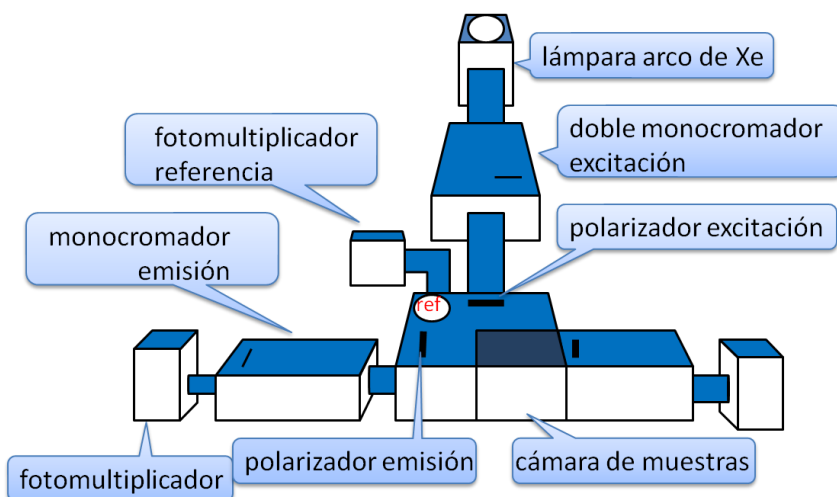 lámpara arco de Xe
fotomultiplicador
referencia
doble monocromador
excitación
monocromador
emisión
polarizador excitación
ref
fotomultiplicador
polarizador emisión
cámara de muestras